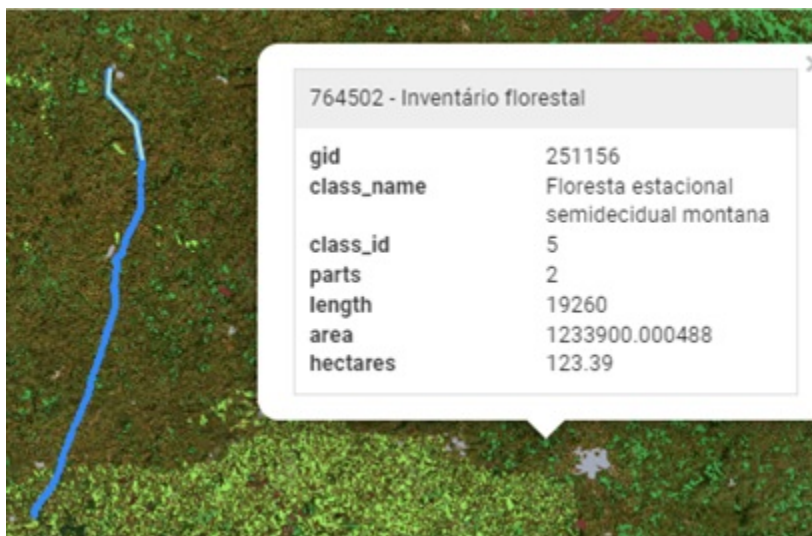 764502 - Inventário florestal
gid 251156
class_name Floresta estacional
semidecidual montana
class_id 5
parts 2
length 19260
area 1233900.000488
hectares 123.39